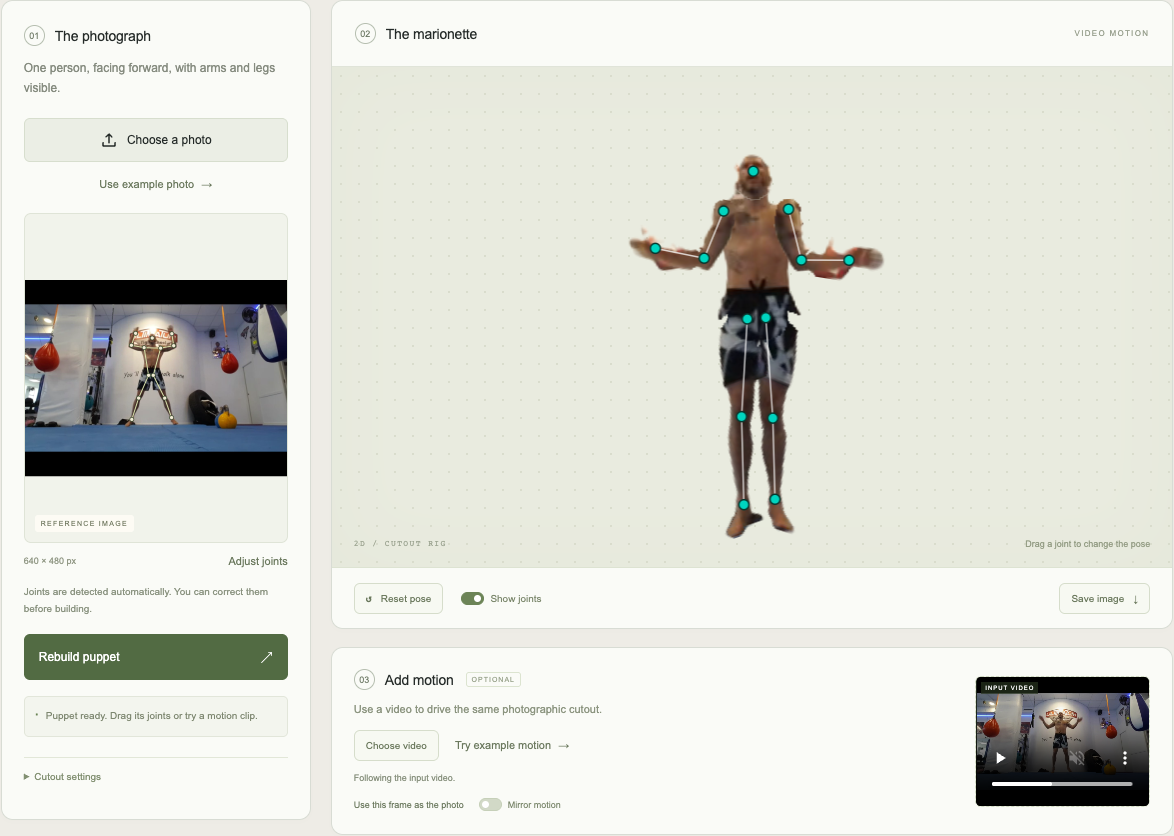 01 The photograph
One person, facing forward, with arms and legs
visible.
Choose a photo
Use example photo →
REFERENCE IMAGE
640 × 480 px
Adjust joints
Joints are detected automatically. You can correct them
before building.
Rebuild puppet
Puppet ready. Drag its joints or try a motion clip.
Cutout settings
02 The marionette
VIDEO MOTION
2D / CUTOUT RIG
Drag a joint to change the pose
Reset pose
Show joints
Save image ↓
03 Add motion
OPTIONAL
Use a video to drive the same photographic cutout.
Choose video
Try example motion →
Following the input video.
Use this frame as the photo
Mirror motion
INPUT VIDEO